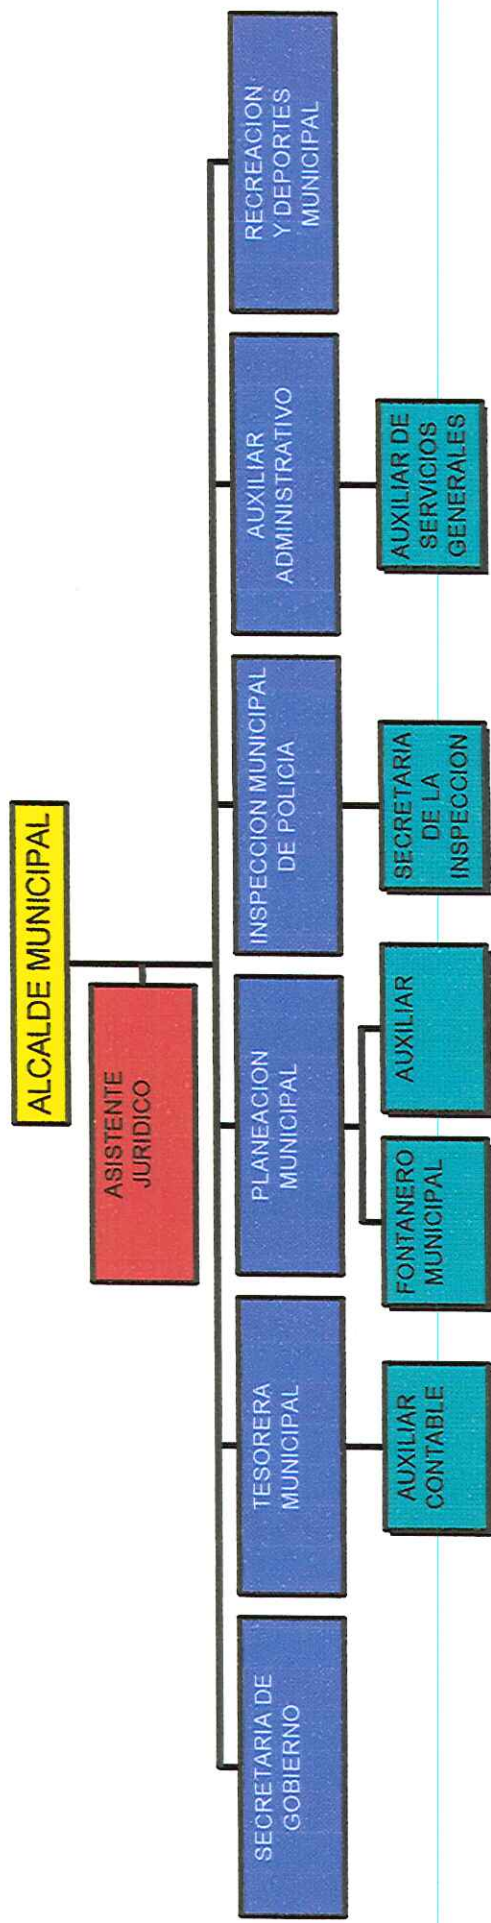 ALCALDE MUNICIPAL
ASISTENTE
JURIDICO
SECRETARIA DE
GOBIERNO
TESORERA
MUNICIPAL
PLANEACION
MUNICIPAL
INSPECCION MUNICIPAL
DE POLICIA
AUXILIAR
ADMINISTRATIVO
RECREACION
Y DEPORTES
MUNICIPAL
AUXILIAR
CONTABLE
FONTANERO
MUNICIPAL
AUXILIAR
SECRETARIA
DE LA
INSPECCION
AUXILIAR DE
SERVICIOS
GENERALES